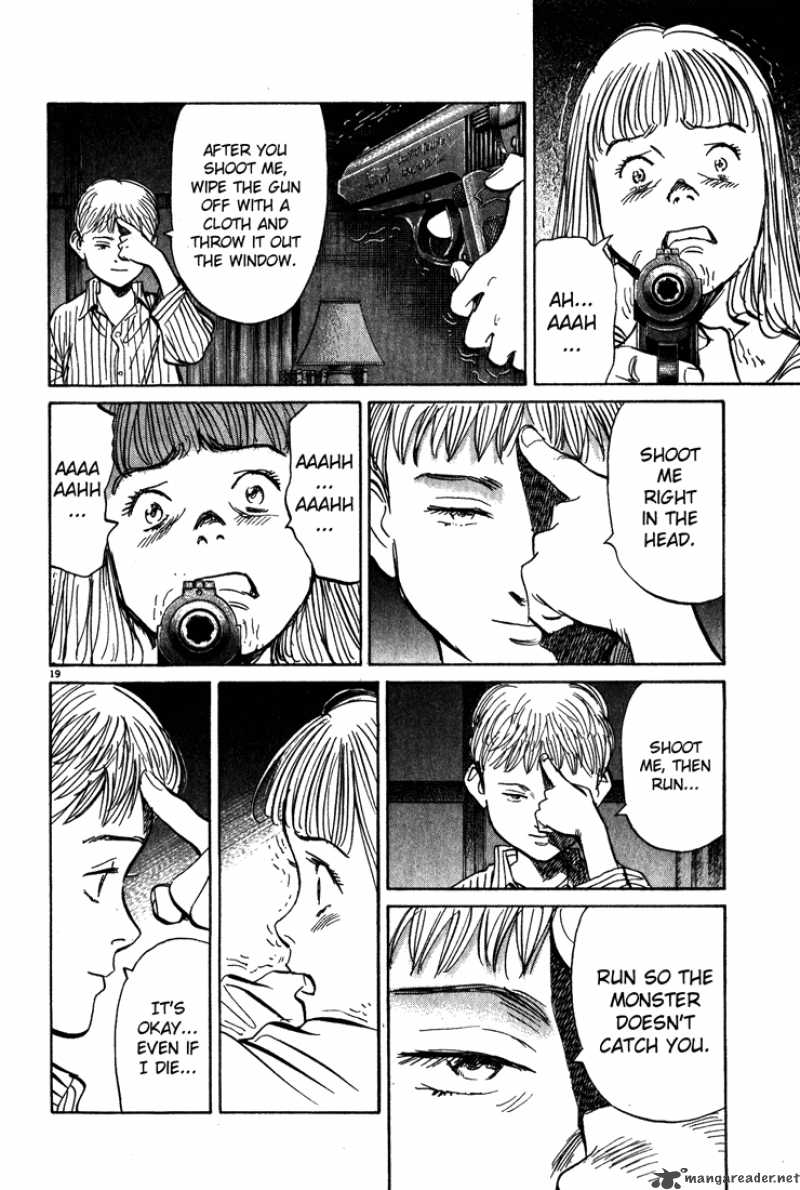 AH...
AAAH
...
AFTER YOU
SHOOT ME,
WIPE THE GUN
OFF WITH A
CLOTH AND
THROW IT OUT
THE WINDOW.
SHOOT
ME
RIGHT
IN THE
HEAD.
AAAHH
...
AAAHH
...
AAAA
AAHH
...
19
SHOOT
ME, THEN
RUN...
RUN SO THE
MONSTER
DOESN'T
CATCH YOU.
IT'S
OKAY...
EVEN IF
I DIE...
mangareader.net